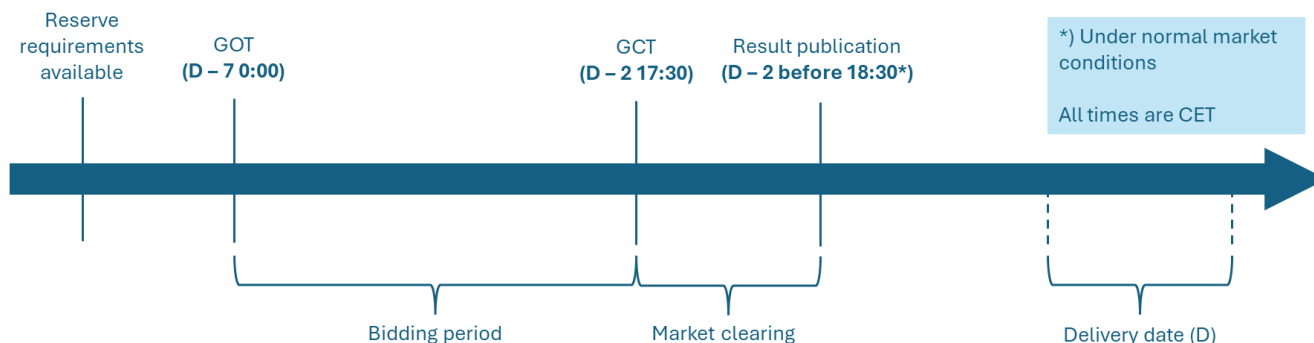 Reserve
requirements
available
GOT
(D – 7 0:00)
GCT
(D – 2 17:30)
Result publication
(D – 2 before 18:30*)
*) Under normal market
conditions
All times are CET
Bidding period
Market clearing
Delivery date (D)